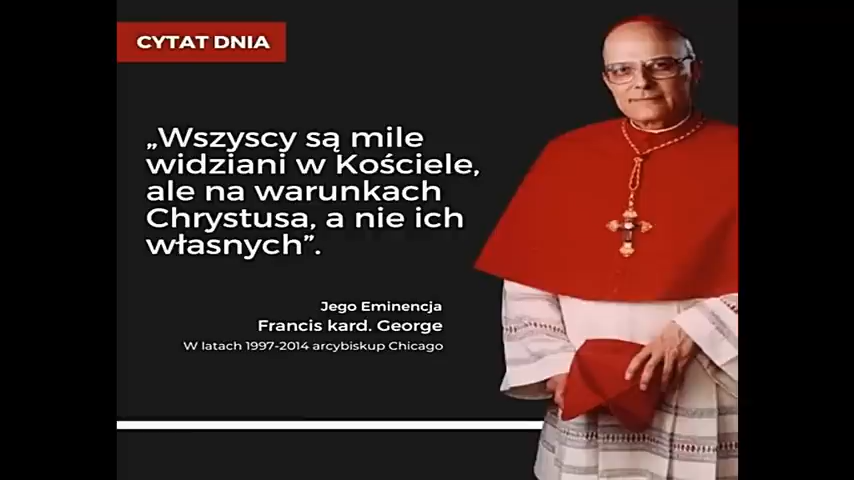 CYTAT DNIA
„Wszyscy są mile
widziani w Kościele,
ale na warunkach
Chrystusa, a nie ich
własnych”.
Jego Eminencja
Francis kard. George
W latach 1997-2014 arcybiskup Chicago